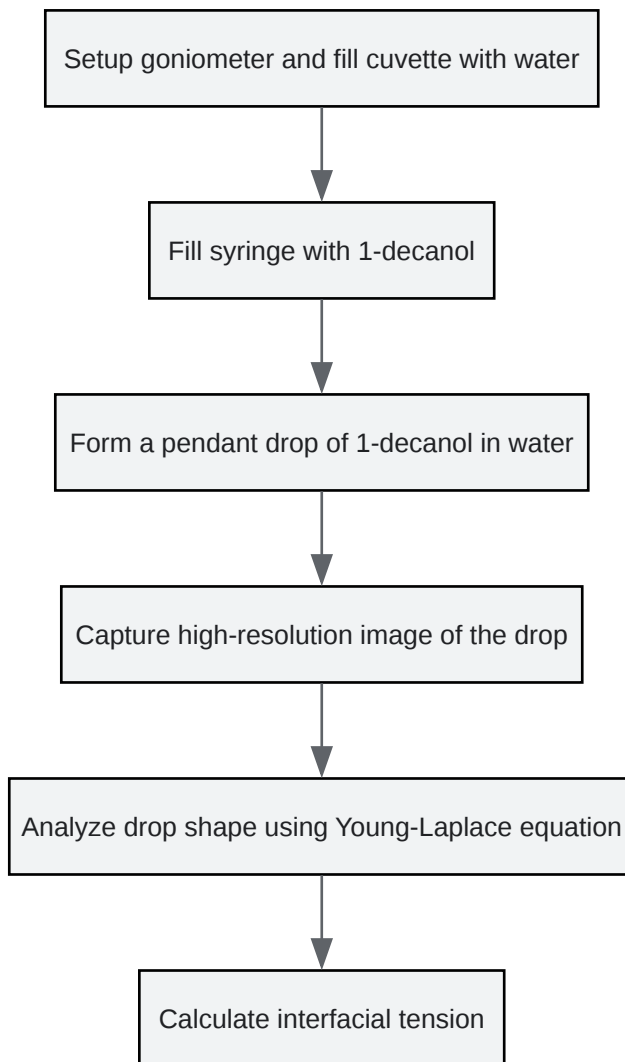 Setup goniometer and fill cuvette with water
Fill syringe with 1-decanol
Form a pendant drop of 1-decanol in water
Capture high-resolution image of the drop
Analyze drop shape using Young-Laplace equation
Calculate interfacial tension